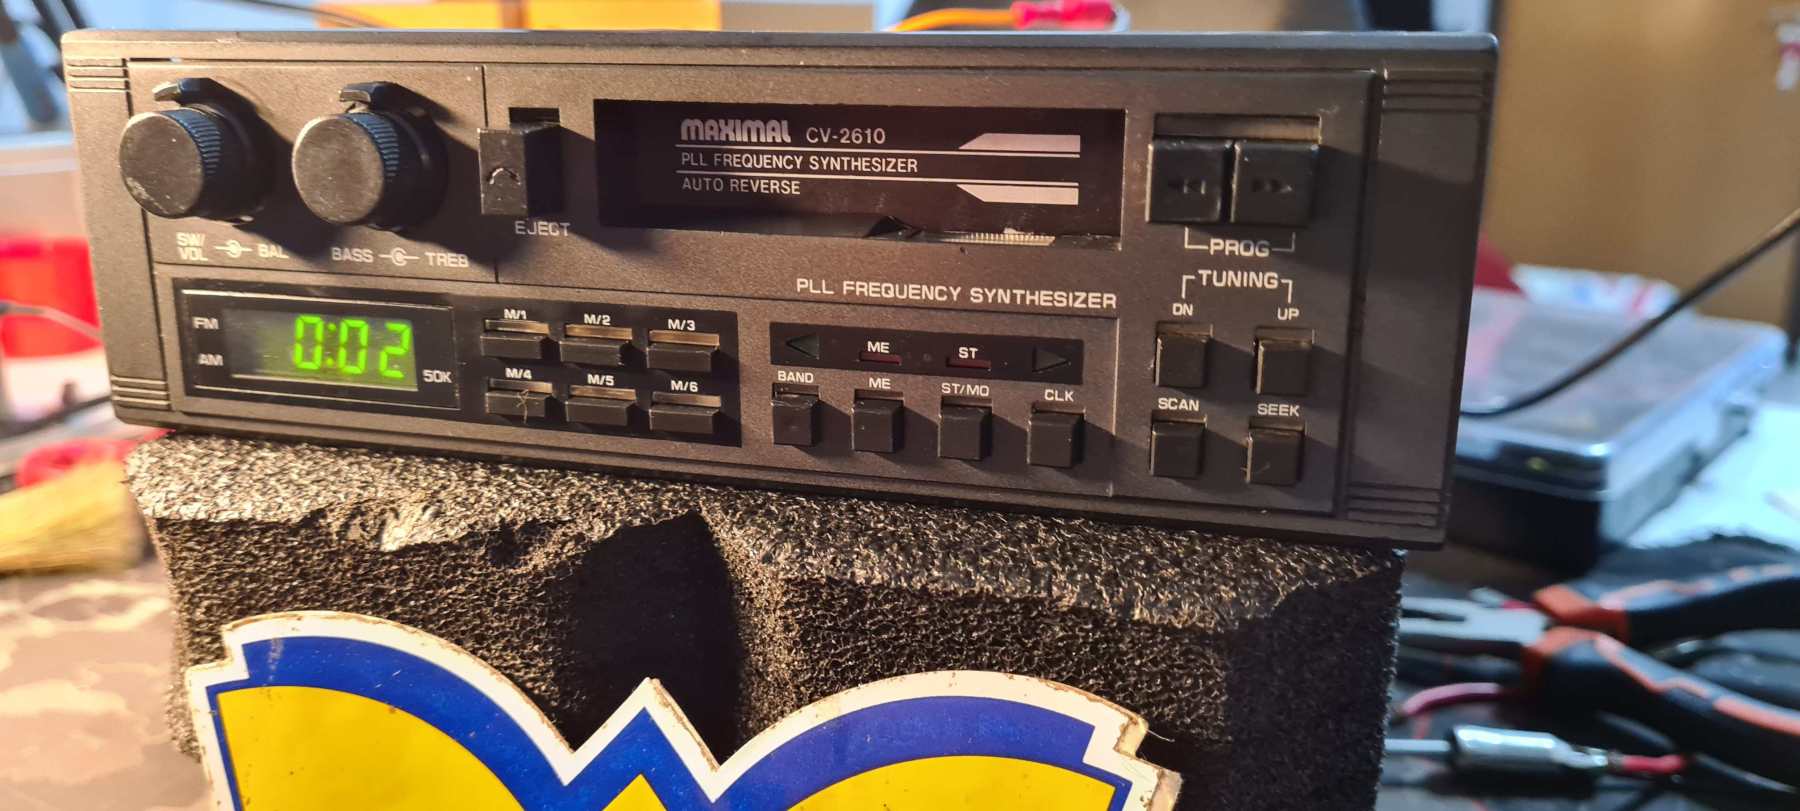 MAXIMAL CV-2610
PLL FREQUENCY SYNTHESIZER
AUTO REVERSE
EJECT
SW/
VOL BAL BASS TREB
PROG
TUNING
DN UP
PLL FREQUENCY SYNTHESIZER
FM
AM
0:02
50K
M/1 M/2 M/3
M/4 M/5 M/6
ME ST
BAND ME ST/MO CLK
SCAN SEEK